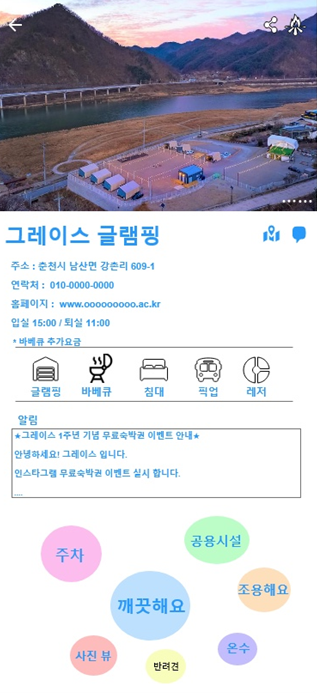 그레이스 글램핑
주소 : 춘천시 남산면 강촌리 609-1
연락처 : 010-0000-0000
홈페이지 : www.oooooooooo.ac.kr
입실 15:00 / 퇴실 11:00
* 바베큐 추가요금
글램핑 바베큐 침대 픽업 레저
알림
★그레이스 1주년 기념 무료숙박권 이벤트 안내★
안녕하세요! 그레이스 입니다.
인스타그램 무료숙박권 이벤트 실시 합니다.
....
공용시설
주차
조용해요
깨끗해요
온수
사진 뷰
반려견